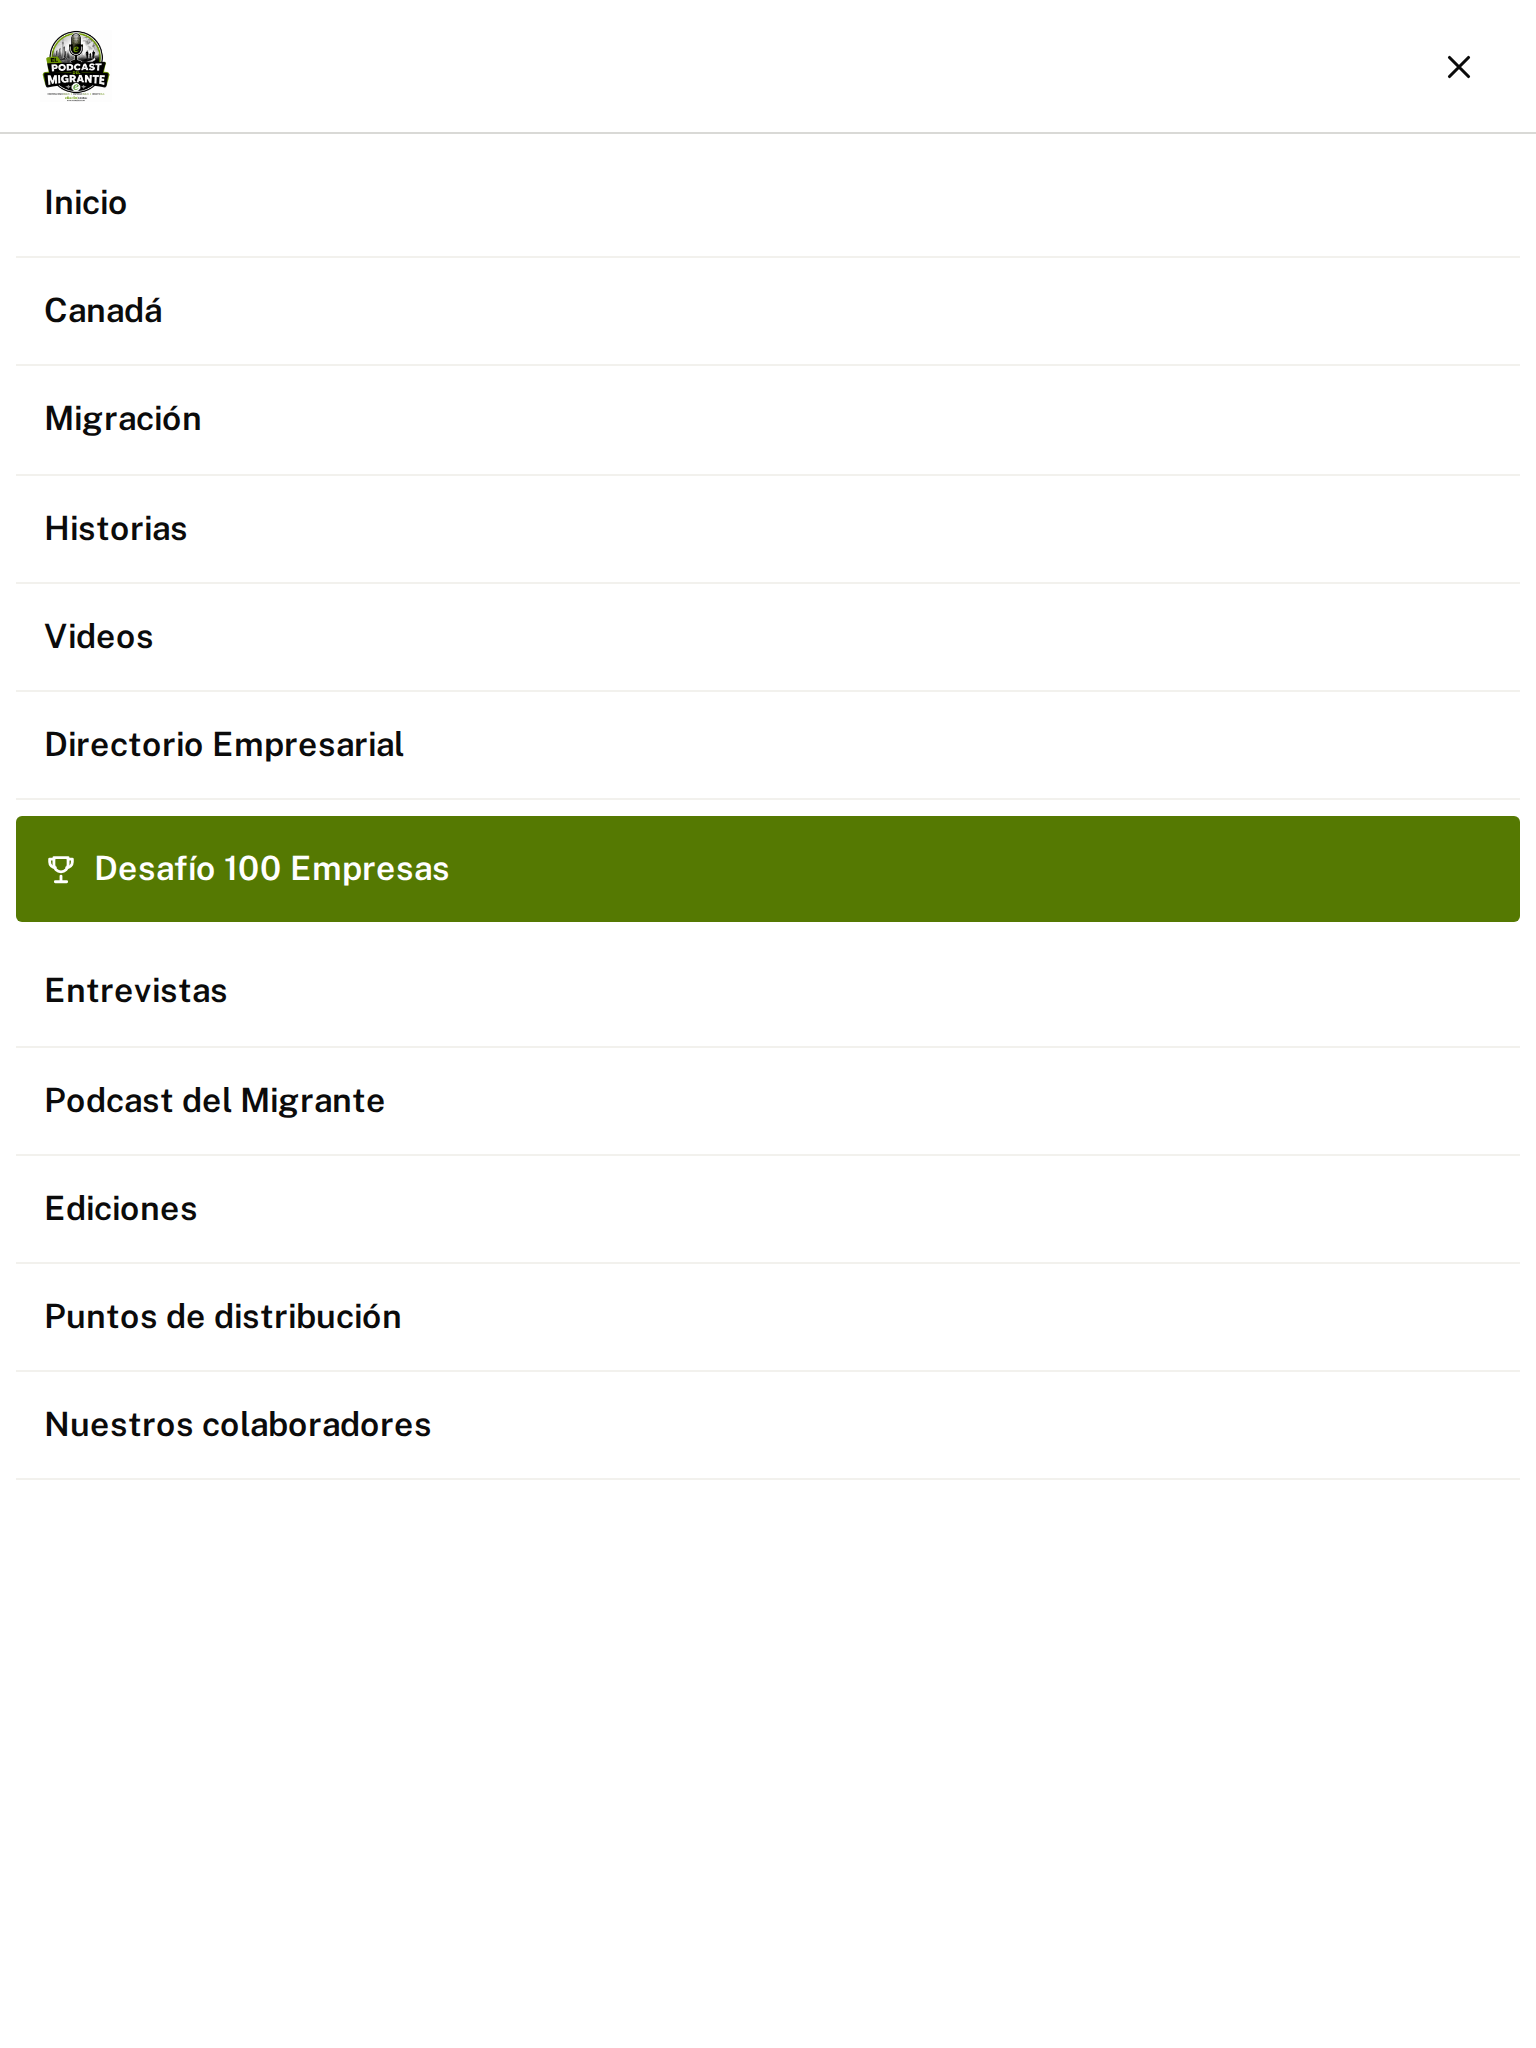 PODCAST
MIGRANTE
Inicio
Canadá
Migración
Historias
Videos
Directorio Empresarial
Desafío 100 Empresas
Entrevistas
Podcast del Migrante
Ediciones
Puntos de distribución
Nuestros colaboradores